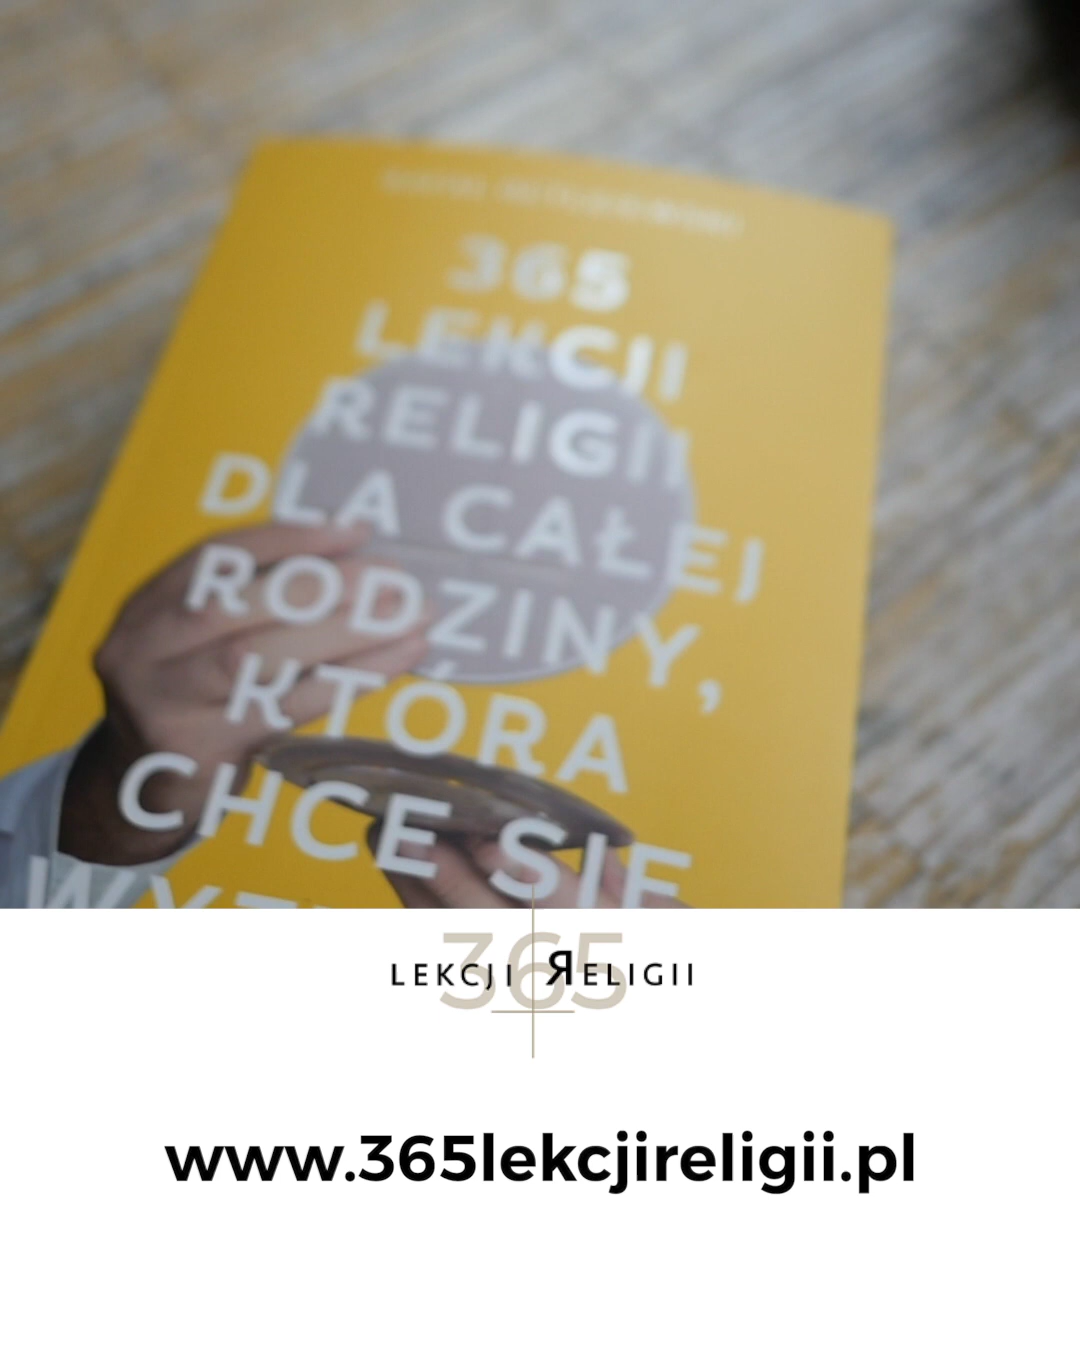 365
LEKCJI
RELIGII
DLA CAŁEJ
RODZINY,
KTÓRA
CHCE SIĘ
365
LEKCJI RELIGII
www.365lekcjireligii.pl